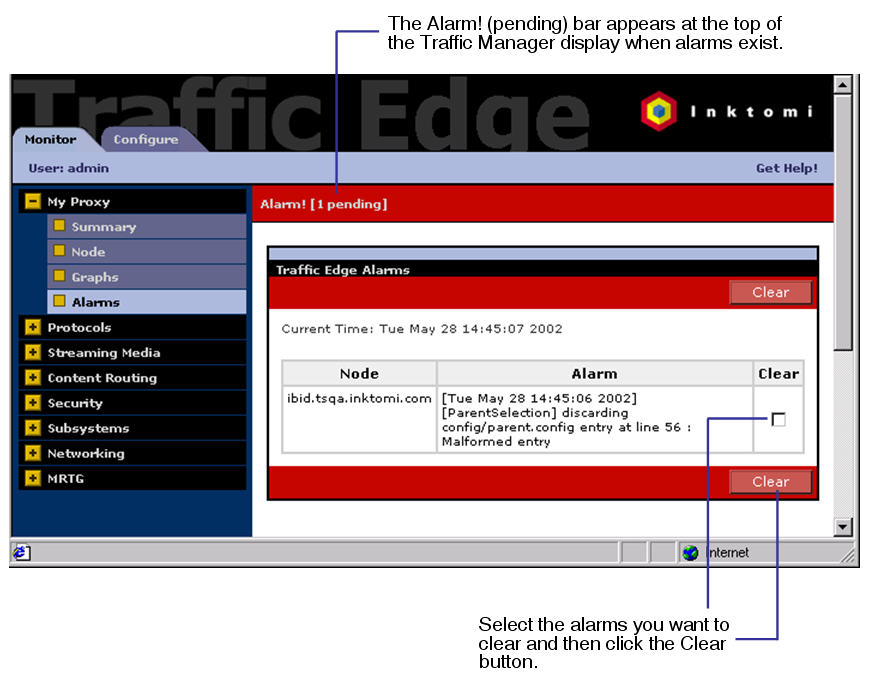 The Alarm! (pending) bar appears at the top of
the Traffic Manager display when alarms exist.
Traffic Edge
Inktomi
Monitor
Configure
User: admin
Get Help!
My Proxy
Alarm! [1 pending]
Summary
Node
Graphs
Alarms
Protocols
Streaming Media
Content Routing
Security
Subsystems
Networking
MRTG
Traffic Edge Alarms
Clear
Current Time: Tue May 28 14:45:07 2002
Node Alarm Clear
ibid.tsqa.inktomi.com
[Tue May 28 14:45:06 2002]
[ParentSelection] discarding
config/parent.config entry at line 56 :
Malformed entry
Clear
Internet
Select the alarms you want to
clear and then click the Clear
button.